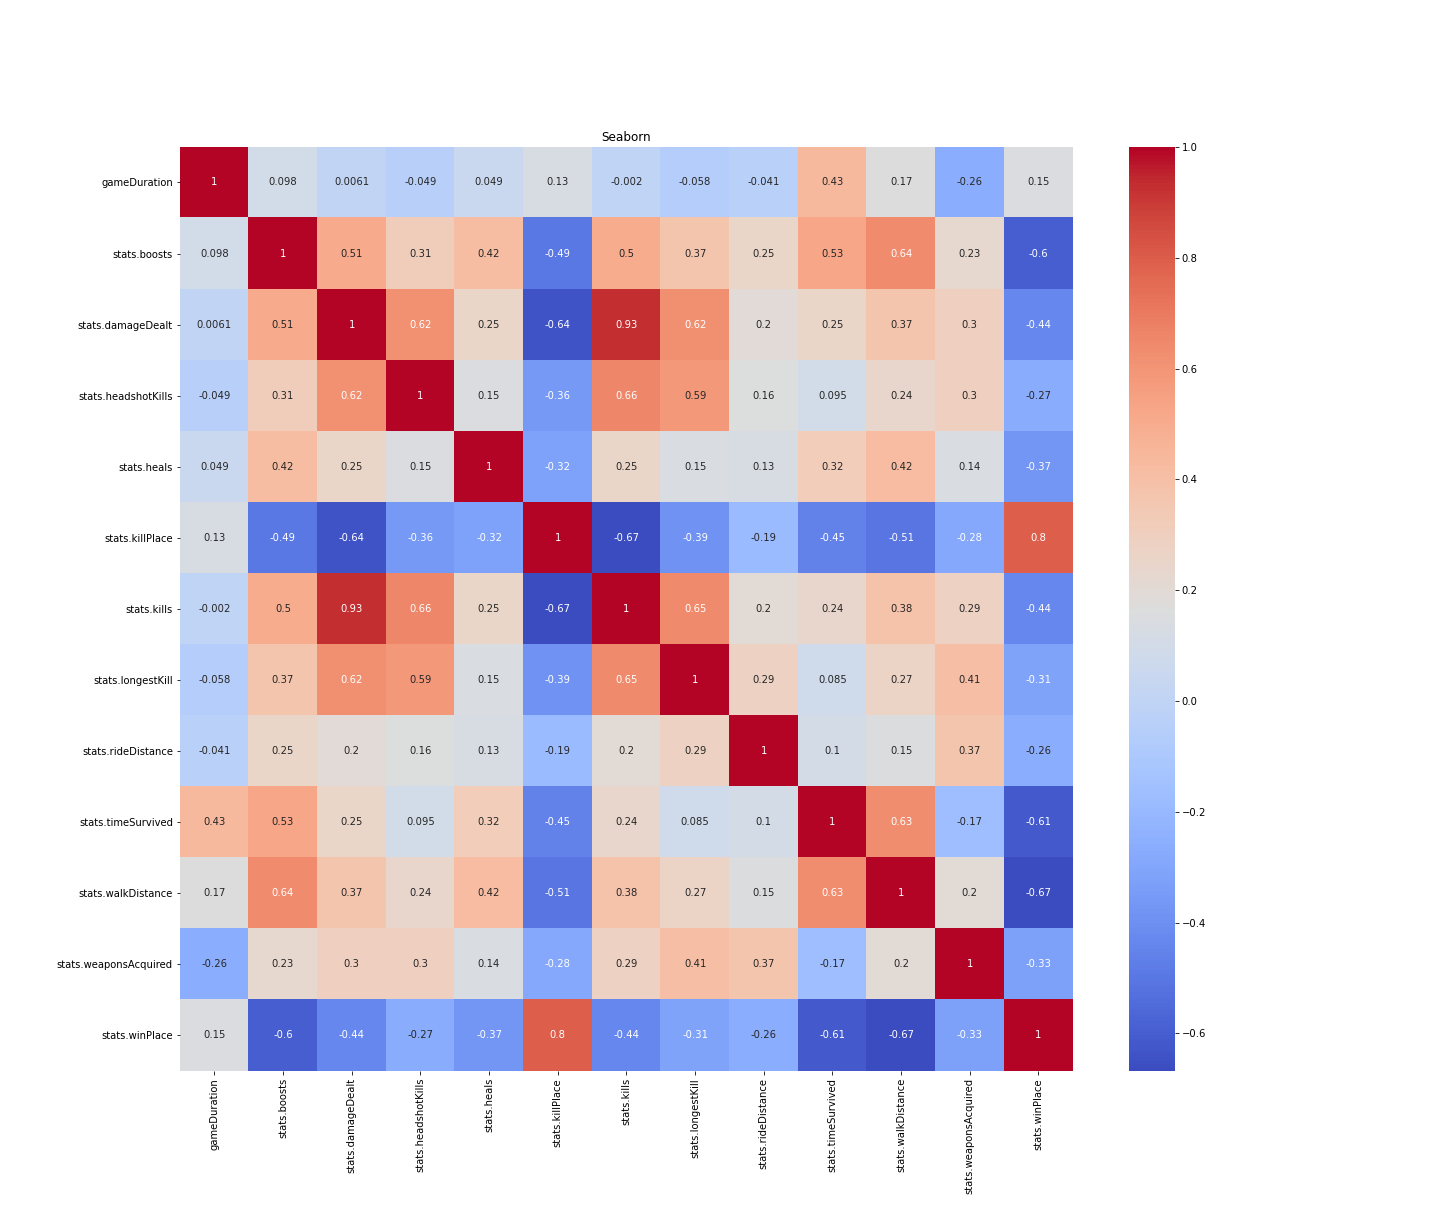 Seaborn
gameDuration 1 0.098 0.0061 -0.049 0.049 0.13 -0.002 -0.058 -0.041 0.43 0.17 -0.26 0.15
stats.boosts 0.098 1 0.51 0.31 0.42 -0.49 0.5 0.37 0.25 0.53 0.64 0.23 -0.6
stats.damageDealt 0.0061 0.51 1 0.62 0.25 -0.64 0.93 0.62 0.2 0.25 0.37 0.3 -0.44
stats.headshotKills -0.049 0.31 0.62 1 0.15 -0.36 0.66 0.59 0.16 0.095 0.24 0.3 -0.27
stats.heals 0.049 0.42 0.25 0.15 1 -0.32 0.25 0.15 0.13 0.32 0.42 0.14 -0.37
stats.killPlace 0.13 -0.49 -0.64 -0.36 -0.32 1 -0.67 -0.39 -0.19 -0.45 -0.51 -0.28 0.8
stats.kills -0.002 0.5 0.93 0.66 0.25 -0.67 1 0.65 0.2 0.24 0.38 0.29 -0.44
stats.longestKill -0.058 0.37 0.62 0.59 0.15 -0.39 0.65 1 0.29 0.085 0.27 0.41 -0.31
stats.rideDistance -0.041 0.25 0.2 0.16 0.13 -0.19 0.2 0.29 1 0.1 0.15 0.37 -0.26
stats.timeSurvived 0.43 0.53 0.25 0.095 0.32 -0.45 0.24 0.085 0.1 1 0.63 -0.17 -0.61
stats.walkDistance 0.17 0.64 0.37 0.24 0.42 -0.51 0.38 0.27 0.15 0.63 1 0.2 -0.67
stats.weaponsAcquired -0.26 0.23 0.3 0.3 0.14 -0.28 0.29 0.41 0.37 -0.17 0.2 1 -0.33
stats.winPlace 0.15 -0.6 -0.44 -0.27 -0.37 0.8 -0.44 -0.31 -0.26 -0.61 -0.67 -0.33 1
gameDuration
stats.boosts
stats.damageDealt
stats.headshotKills
stats.heals
stats.killPlace
stats.kills
stats.longestKill
stats.rideDistance
stats.timeSurvived
stats.walkDistance
stats.weaponsAcquired
stats.winPlace
1.0
0.8
0.6
0.4
0.2
0.0
−0.2
−0.4
−0.6